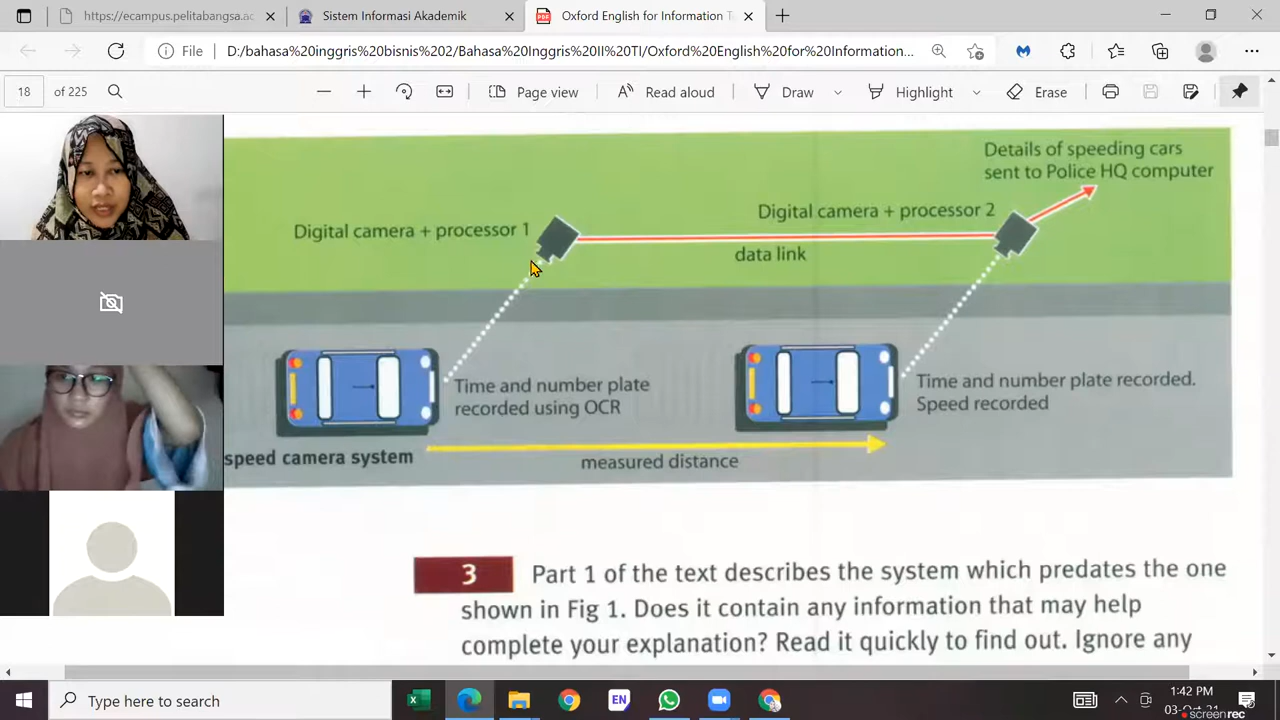 https://ecampus.pelitabangsa.ac
Sistem Informasi Akademik
Oxford English for Information T
File
D:/bahasa%20inggris%20bisnis%202/Bahasa%20Inggris%20II%20TI/Oxford%20English%20for%20Information...
18 of 225
Page view
Read aloud
Draw
Highlight
Erase
Details of speeding cars
sent to Police HQ computer
Digital camera + processor 1
Digital camera + processor 2
data link
Time and number plate
recorded using OCR
Time and number plate recorded.
Speed recorded
speed camera system
measured distance
3 Part 1 of the text describes the system which predates the one
shown in Fig 1. Does it contain any information that may help
complete your explanation? Read it quickly to find out. Ignore any
Type here to search
EN
1:42 PM
03-Oct-21
screenrec